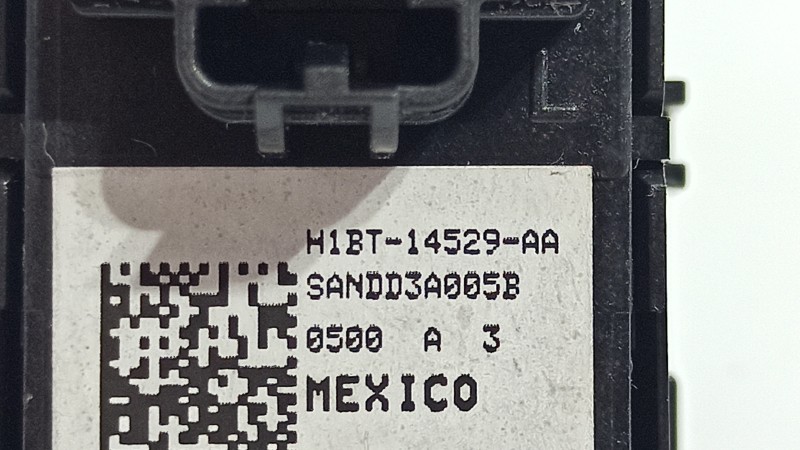 L
H1BT-14529-AA
SANDD3A005B
0500 A 3
MEXICO